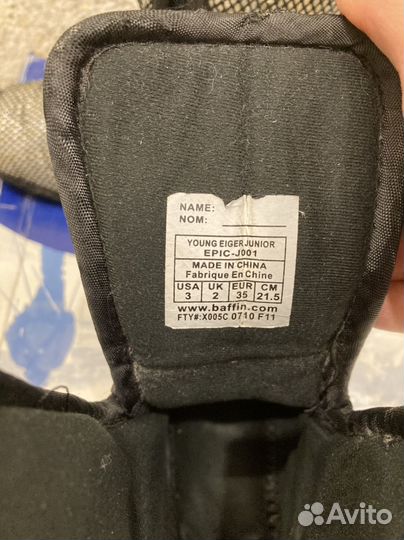 NAME:
NOM:
YOUNG EIGER JUNIOR
EPIC-J001
MADE IN CHINA
Fabrique En Chine
USA UK EUR CM
3 2 35 21.5
www.baffin.com
FTY#:X005C 0710 F11
Avito